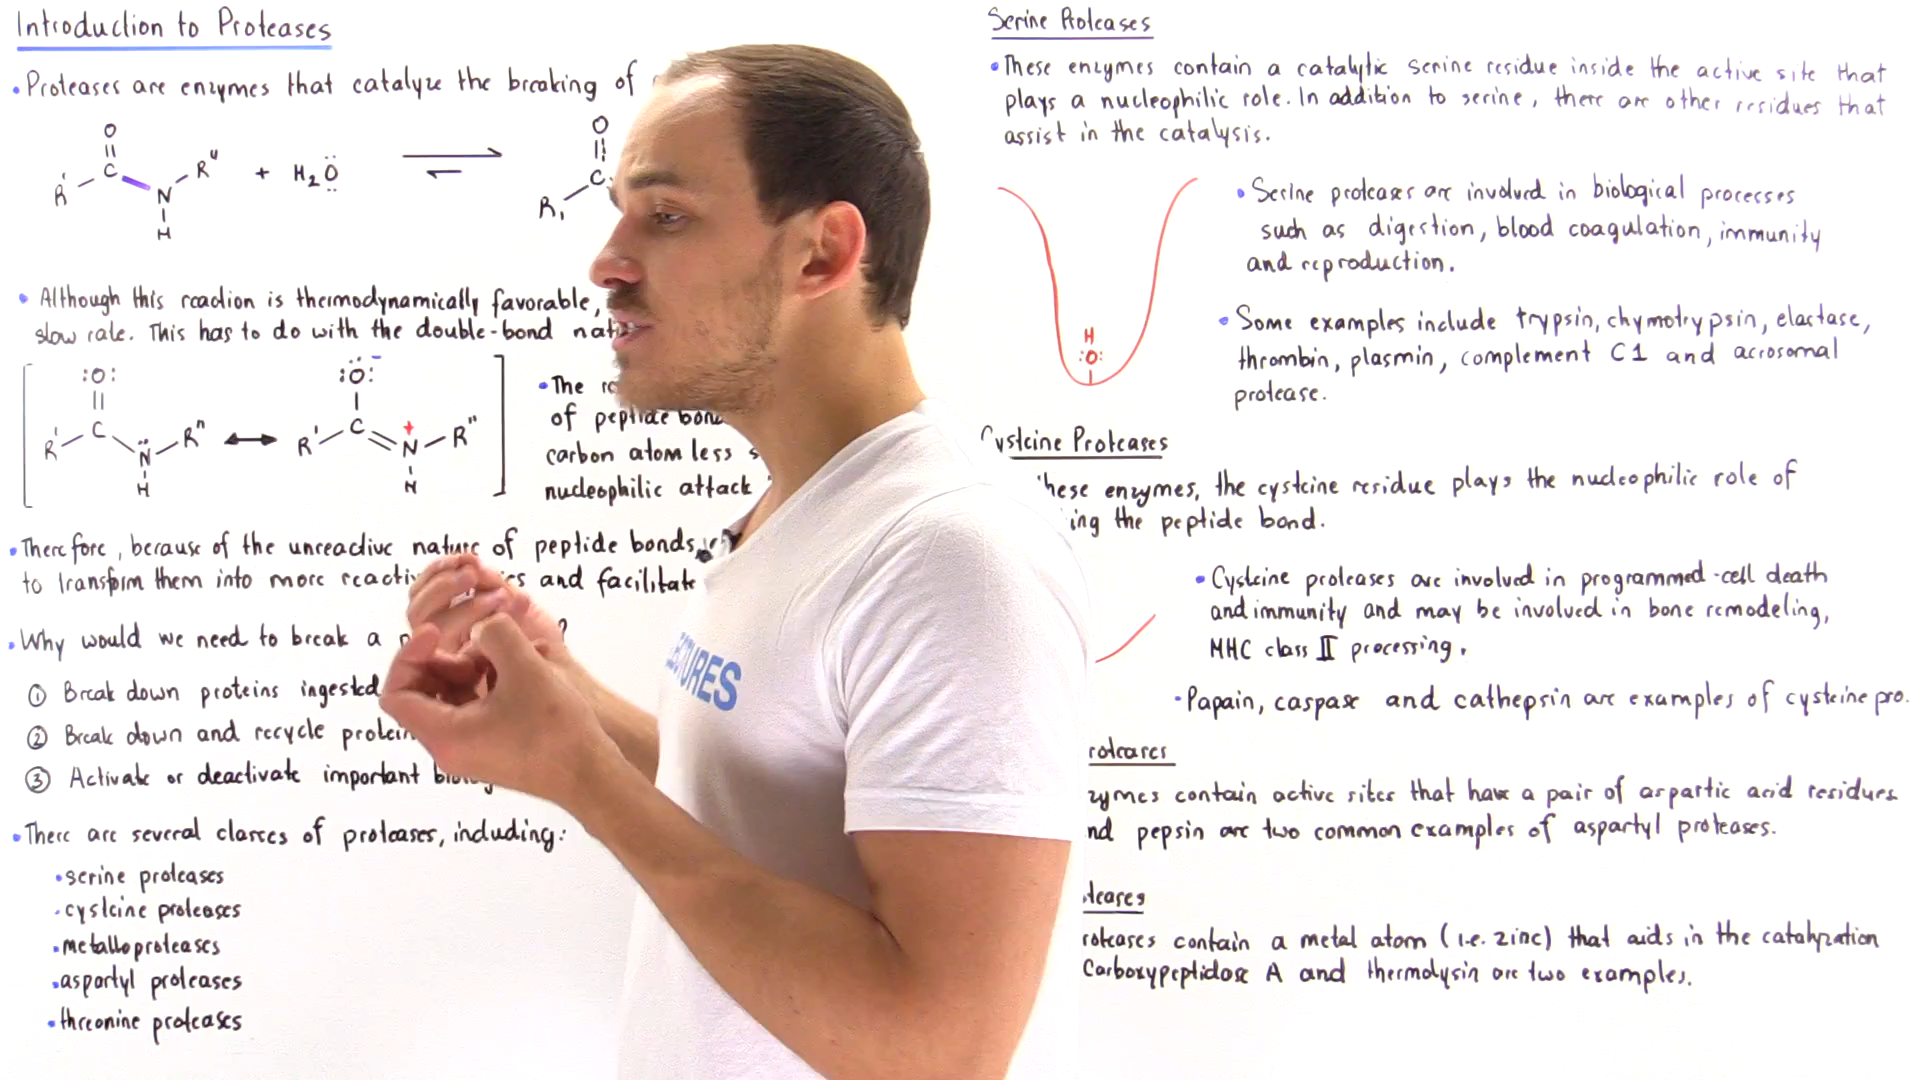 Introduction to Proteases
• Proteases are enzymes that catalyze the breaking of
O
C
R'
N
H
R"
+ H2O
O
C
R,
• Although this reaction is thermodynamically favorable,
slow rate. This has to do with the double-bond
:O:
C
R'
N
H
R"
:O:-
C
R'
N
+
H
R"
• The
of peptide
carbon atom less
nucleophilic attack
• Therefore, because of the unreactive nature of peptide bonds,
to transform them into more and facilitate
• Why would we need to break a ?
① Break down proteins ingested
② Break down and recycle
③ Activate or deactivate important
• There are several classes of proteases, including:
• serine proteases
• cysteine proteases
• metalloproteases
• aspartyl proteases
• threonine proteases
ECTURES
Serine Proteases
• These enzymes contain a catalytic serine residue inside the active site that
plays a nucleophilic role. In addition to serine, there are other residues that
assist in the catalysis.
H
:O:
• Serine proteases are involved in biological processes
such as digestion, blood coagulation, immunity
and reproduction.
• Some examples include trypsin, chymotrypsin, elastase,
thrombin, plasmin, complement C1 and acrosomal
protease.
Cysteine Proteases
hese enzymes, the cysteine residue plays the nucleophilic role of
ing the peptide bond.
• Cysteine proteases are involved in programmed-cell death
and immunity and may be involved in bone remodeling,
MHC class II processing.
• Papain, caspase and cathepsin are examples of cysteine pro.
roteases
zymes contain active sites that have a pair of aspartic acid residues
nd pepsin are two common examples of aspartyl proteases.
teases
roteases contain a metal atom (i.e. zinc) that aids in the catalyzation
Carboxypeptidase A and thermolysin are two examples.